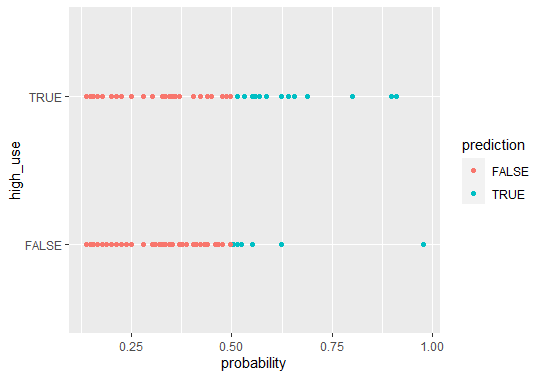 TRUE
FALSE
high_use
0.25
0.50
0.75
1.00
probability
prediction
FALSE
TRUE